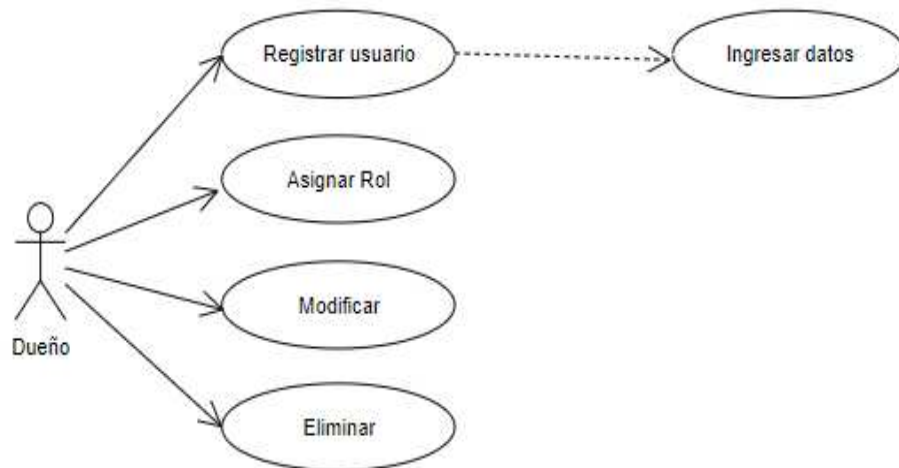 Registrar usuario
Ingresar datos
Asignar Rol
Modificar
Dueño
Eliminar